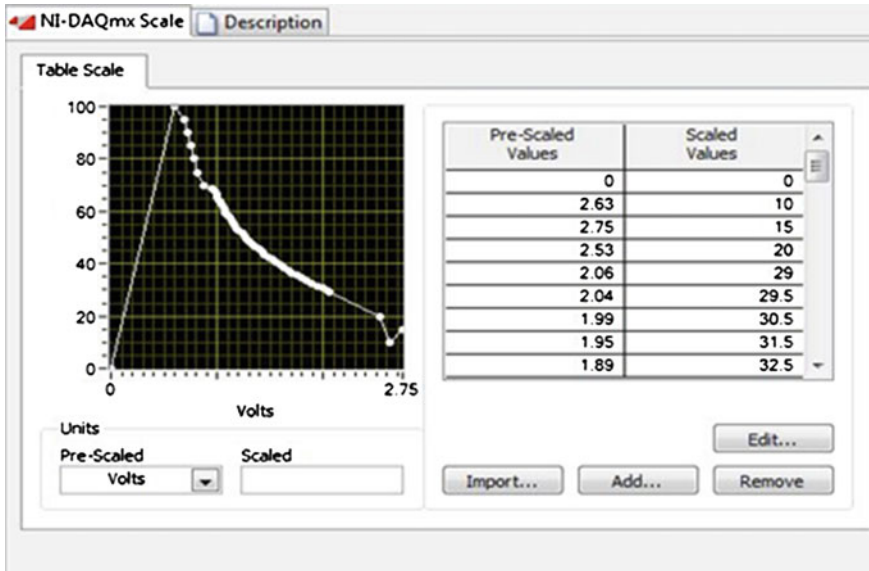 NI-DAQmx Scale Description
Table Scale
100
80
60
40
20
0
0 2.75
Volts
Units
Pre-Scaled Scaled
Volts
Pre-Scaled Values Scaled Values
0 0
2.63 10
2.75 15
2.53 20
2.06 29
2.04 29.5
1.99 30.5
1.95 31.5
1.89 32.5
Edit...
Import... Add... Remove